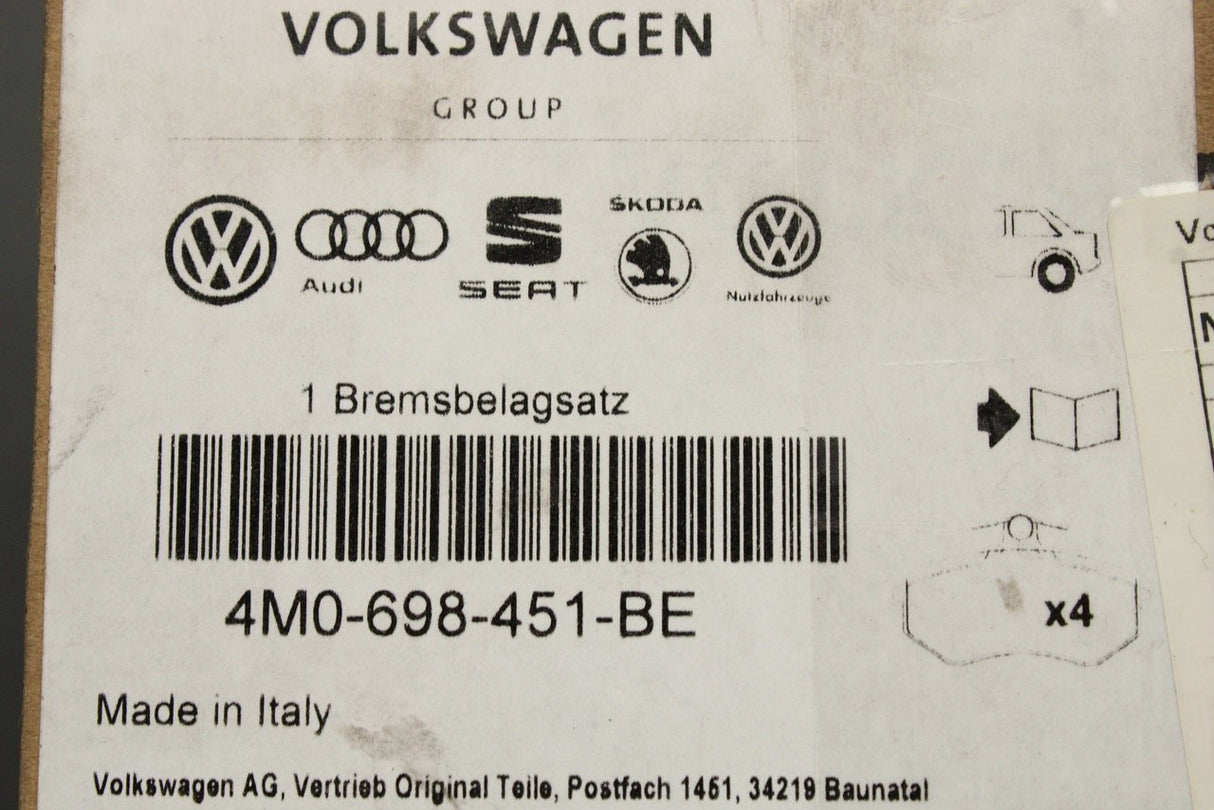 VOLKSWAGEN
GROUP
Audi
SEAT
ŠKODA
Nutzfahrzeuge
1 Bremsbelagsatz
4M0-698-451-BE
x4
Made in Italy
Volkswagen AG, Vertrieb Original Teile, Postfach 1451, 34219 Baunatal